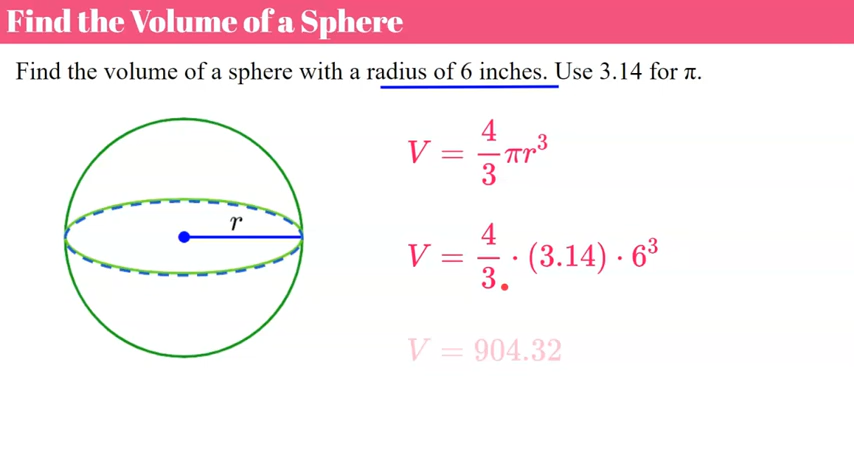 Find the Volume of a Sphere
Find the volume of a sphere with a radius of 6 inches. Use 3.14 for π.
V = 4/3 πr³
r
V = 4/3 · (3.14) · 6³
V = 904.32